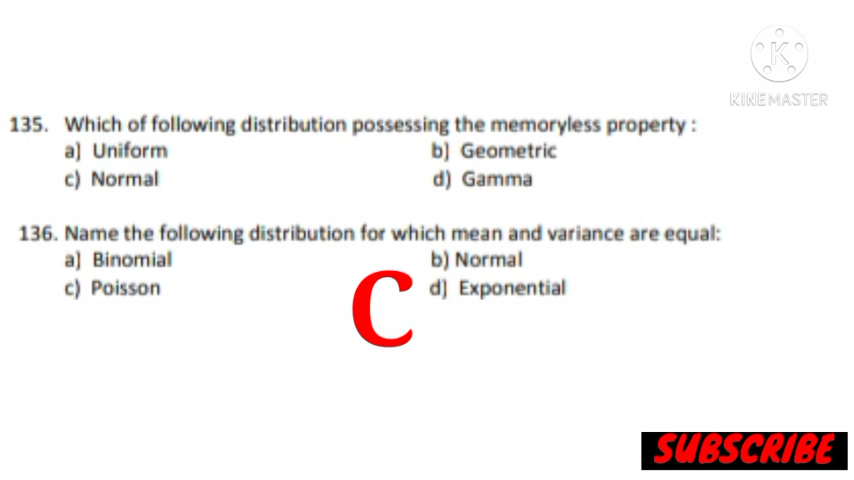 K
KINEMASTER
135. Which of following distribution possessing the memoryless property :
a) Uniform b) Geometric
c) Normal d) Gamma
136. Name the following distribution for which mean and variance are equal:
a) Binomial b) Normal
c) Poisson d) Exponential
C
SUBSCRIBE